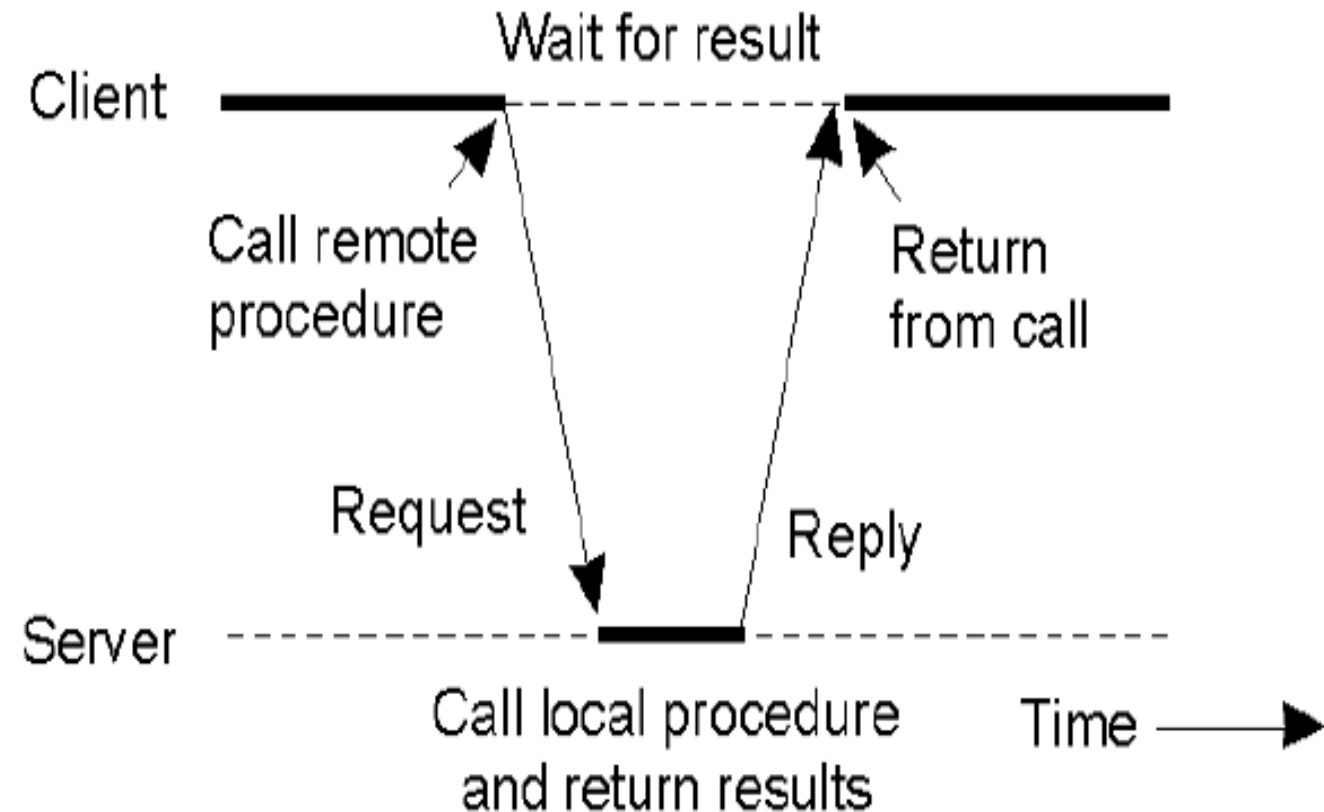 Wait for result
Client
Call remote
procedure
Return
from call
Request
Reply
Server
Call local procedure
and return results
Time